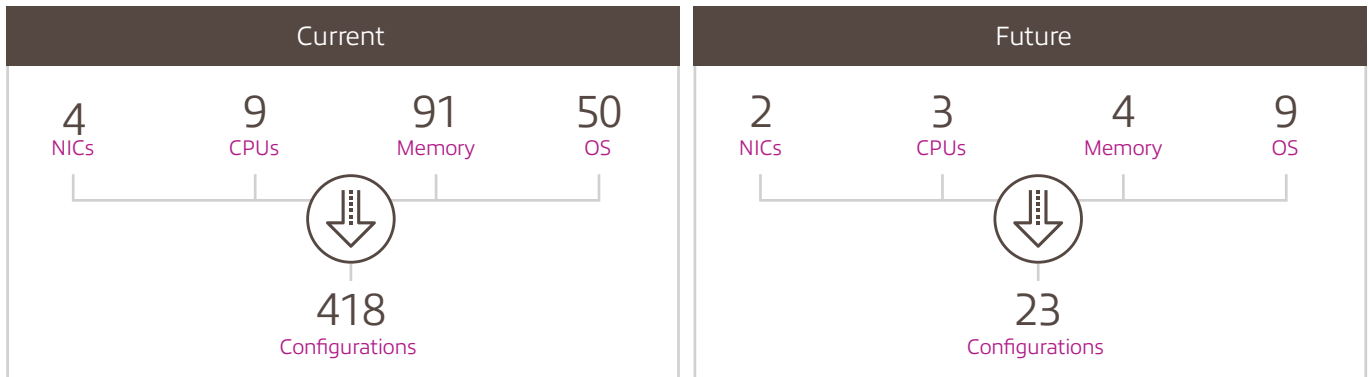 Current
4
NICs
9
CPUs
91
Memory
50
OS
418
Configurations
Future
2
NICs
3
CPUs
4
Memory
9
OS
23
Configurations